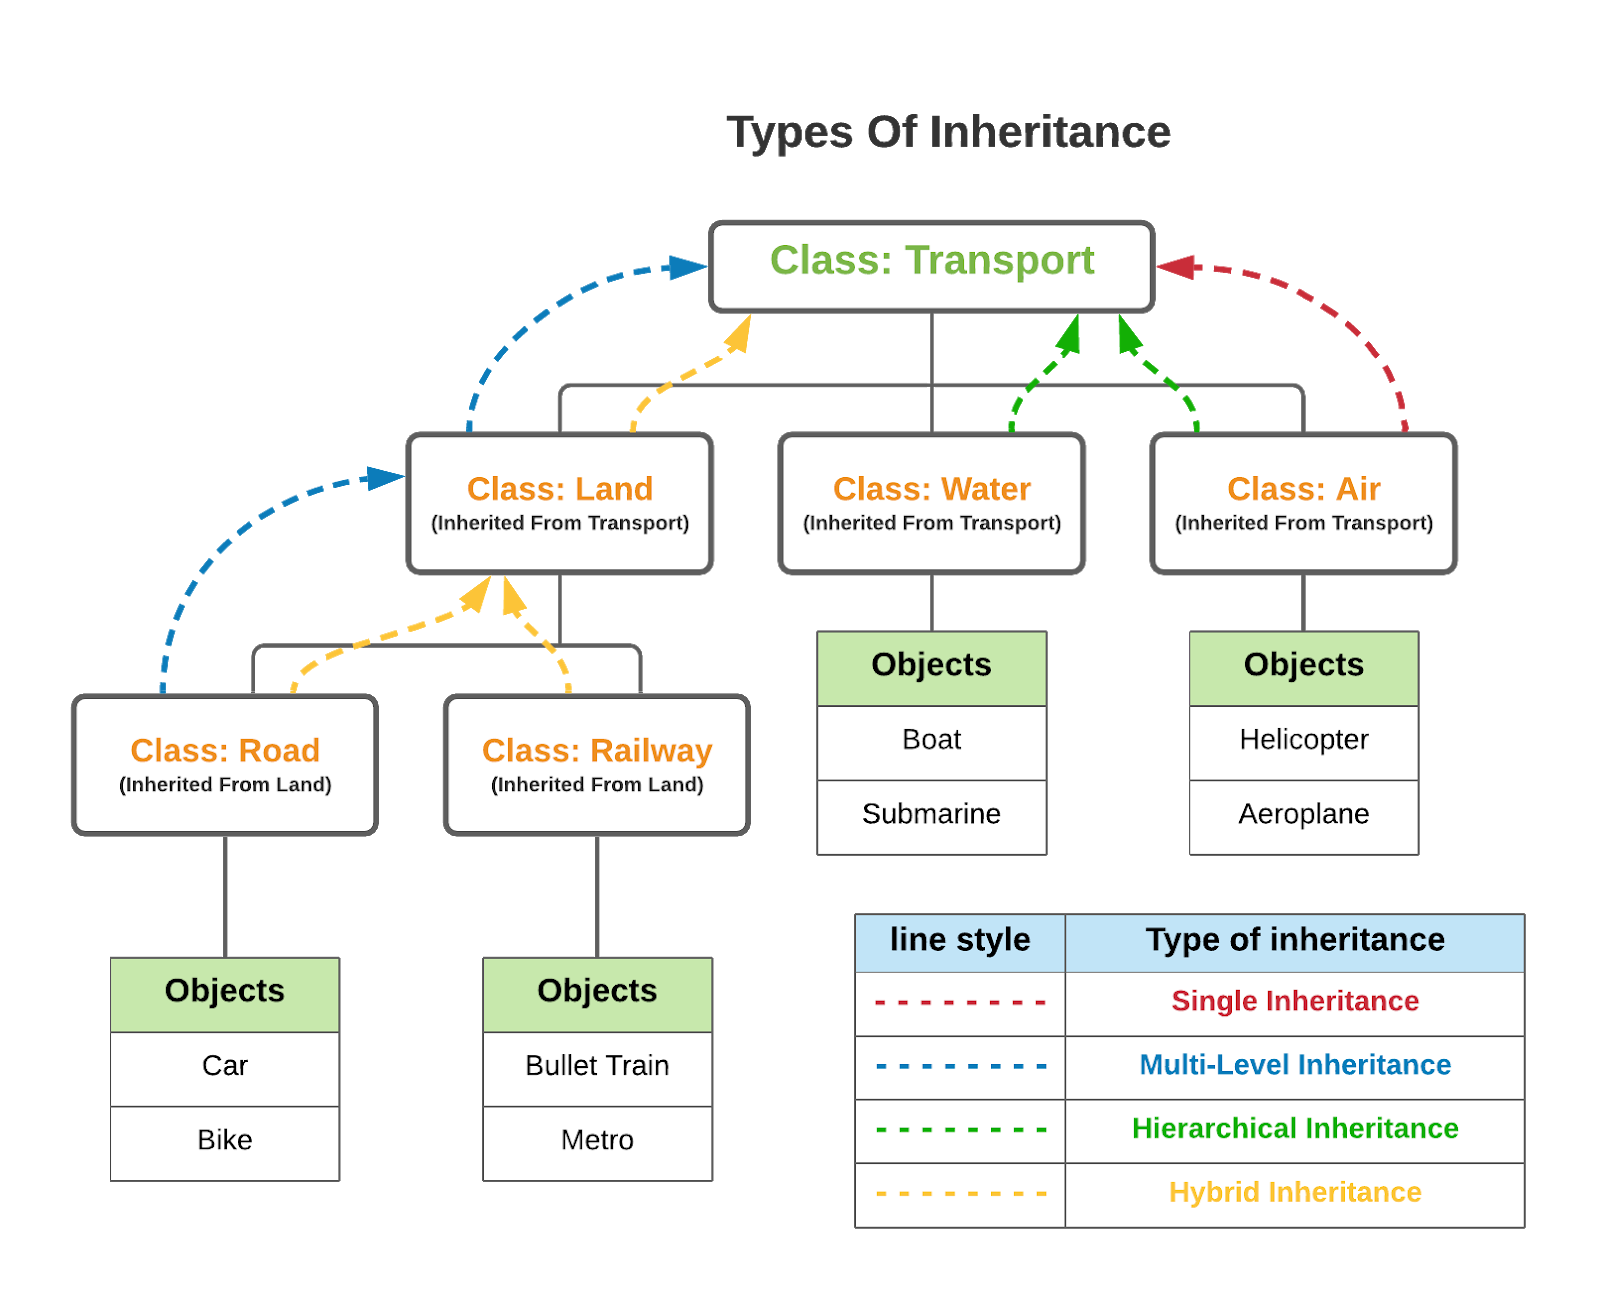 Types Of Inheritance
Class: Transport
Class: Land
(Inherited From Transport)
Class: Water
(Inherited From Transport)
Class: Air
(Inherited From Transport)
Class: Road
(Inherited From Land)
Class: Railway
(Inherited From Land)
Objects
Boat
Submarine
Objects
Helicopter
Aeroplane
Objects
Car
Bike
Objects
Bullet Train
Metro
line style
Type of inheritance
Single Inheritance
Multi-Level Inheritance
Hierarchical Inheritance
Hybrid Inheritance